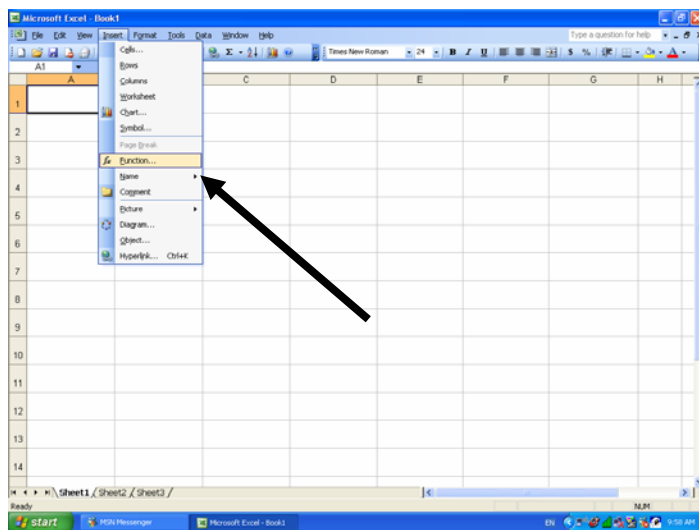 Microsoft Excel - Book1
File Edit View Insert Format Tools Data Window Help Type a question for help
Times New Roman 24 B I U $ %
A1
A C D E F G H
Cells...
Rows
Columns
Worksheet
Chart...
Symbol...
Page Break
Function...
Name
Comment
Picture
Diagram...
Object...
Hyperlink... Ctrl+K
1
2
3
4
5
6
7
8
9
10
11
12
13
14
Sheet1 Sheet2 Sheet3
Ready NUM
start MSN Messenger Microsoft Excel - Book1 EN 9:58 AM